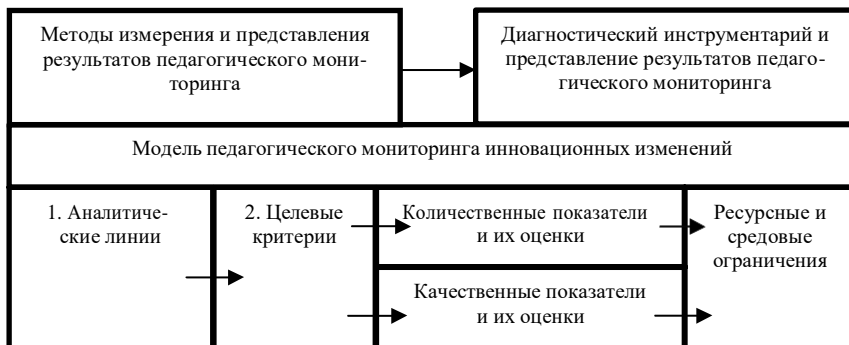 Методы измерения и представления
результатов педагогического мони-
торинга
Диагностический инструментарий и
представление результатов педаго-
гического мониторинга
Модель педагогического мониторинга инновационных изменений
1. Аналитиче-
ские линии
2. Целевые
критерии
Количественные показатели
и их оценки
Качественные показатели
и их оценки
Ресурсные и
средовые
ограничения